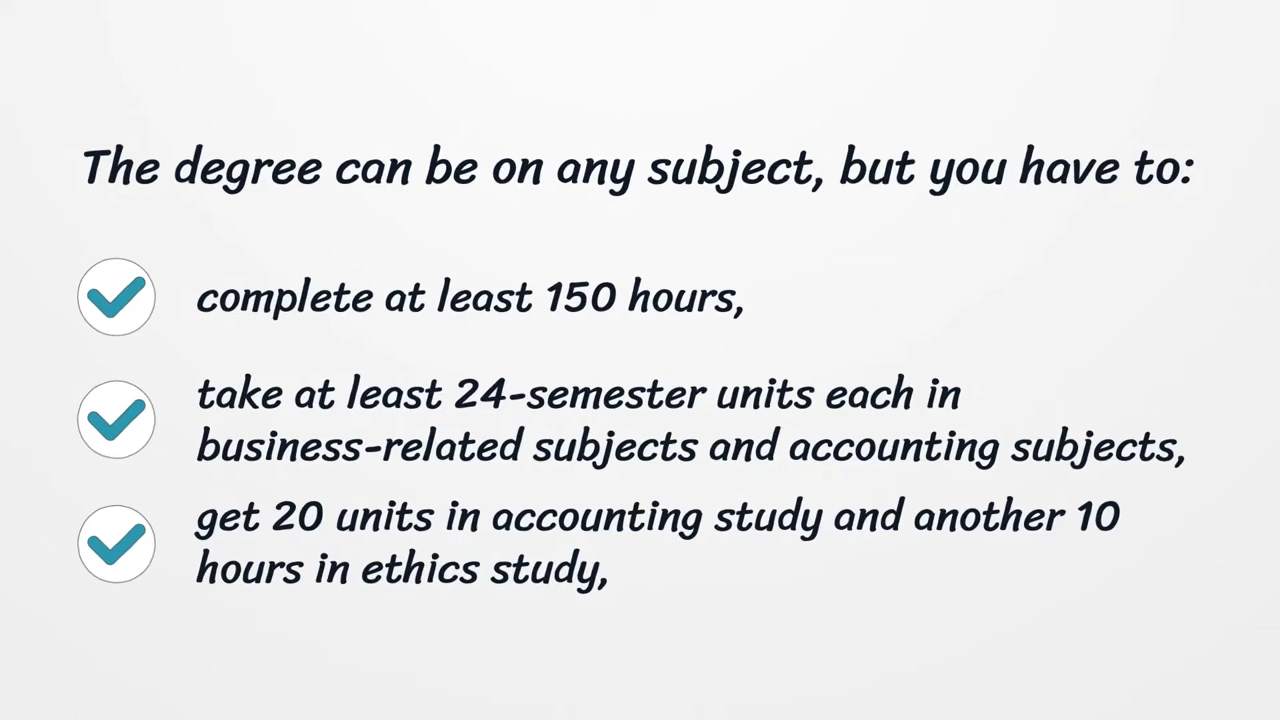 The degree can be on any subject, but you have to:
complete at least 150 hours,
take at least 24-semester units each in
business-related subjects and accounting subjects,
get 20 units in accounting study and another 10
hours in ethics study,